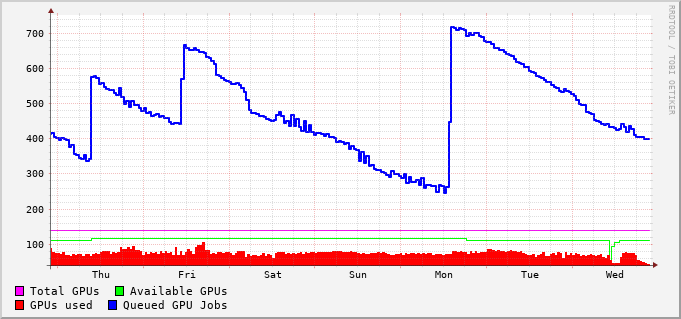 700
600
500
400
300
200
100
Thu Fri Sat Sun Mon Tue Wed
Total GPUs Available GPUs
GPUs used Queued GPU Jobs
RRDTOOL / TOBI OETIKER